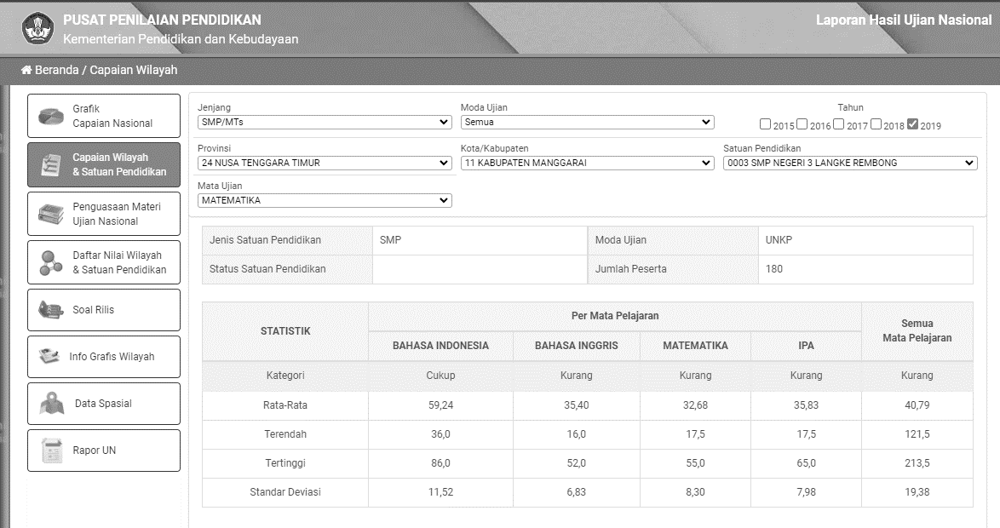 PUSAT PENILAIAN PENDIDIKAN
Kementerian Pendidikan dan Kebudayaan
Laporan Hasil Ujian Nasional
Beranda / Capaian Wilayah
Grafik
Capaian Nasional
Capaian Wilayah
& Satuan Pendidikan
Penguasaan Materi
Ujian Nasional
Daftar Nilai Wilayah
& Satuan Pendidikan
Soal Rilis
Info Grafis Wilayah
Data Spasial
Rapor UN
Jenjang
SMP/MTs
Moda Ujian
Semua
Tahun
2015 2016 2017 2018 2019
Provinsi
24 NUSA TENGGARA TIMUR
Kota/Kabupaten
11 KABUPATEN MANGGARAI
Satuan Pendidikan
0003 SMP NEGERI 3 LANGKE REMBONG
Mata Ujian
MATEMATIKA
Jenis Satuan Pendidikan SMP Moda Ujian UNKP
Status Satuan Pendidikan Jumlah Peserta 180
STATISTIK
Per Mata Pelajaran
Semua
Mata Pelajaran
BAHASA INDONESIA BAHASA INGGRIS MATEMATIKA IPA
Kategori Cukup Kurang Kurang Kurang Kurang
Rata-Rata 59,24 35,40 32,68 35,83 40,79
Terendah 36,0 16,0 17,5 17,5 121,5
Tertinggi 86,0 52,0 55,0 65,0 213,5
Standar Deviasi 11,52 6,83 8,30 7,98 19,38